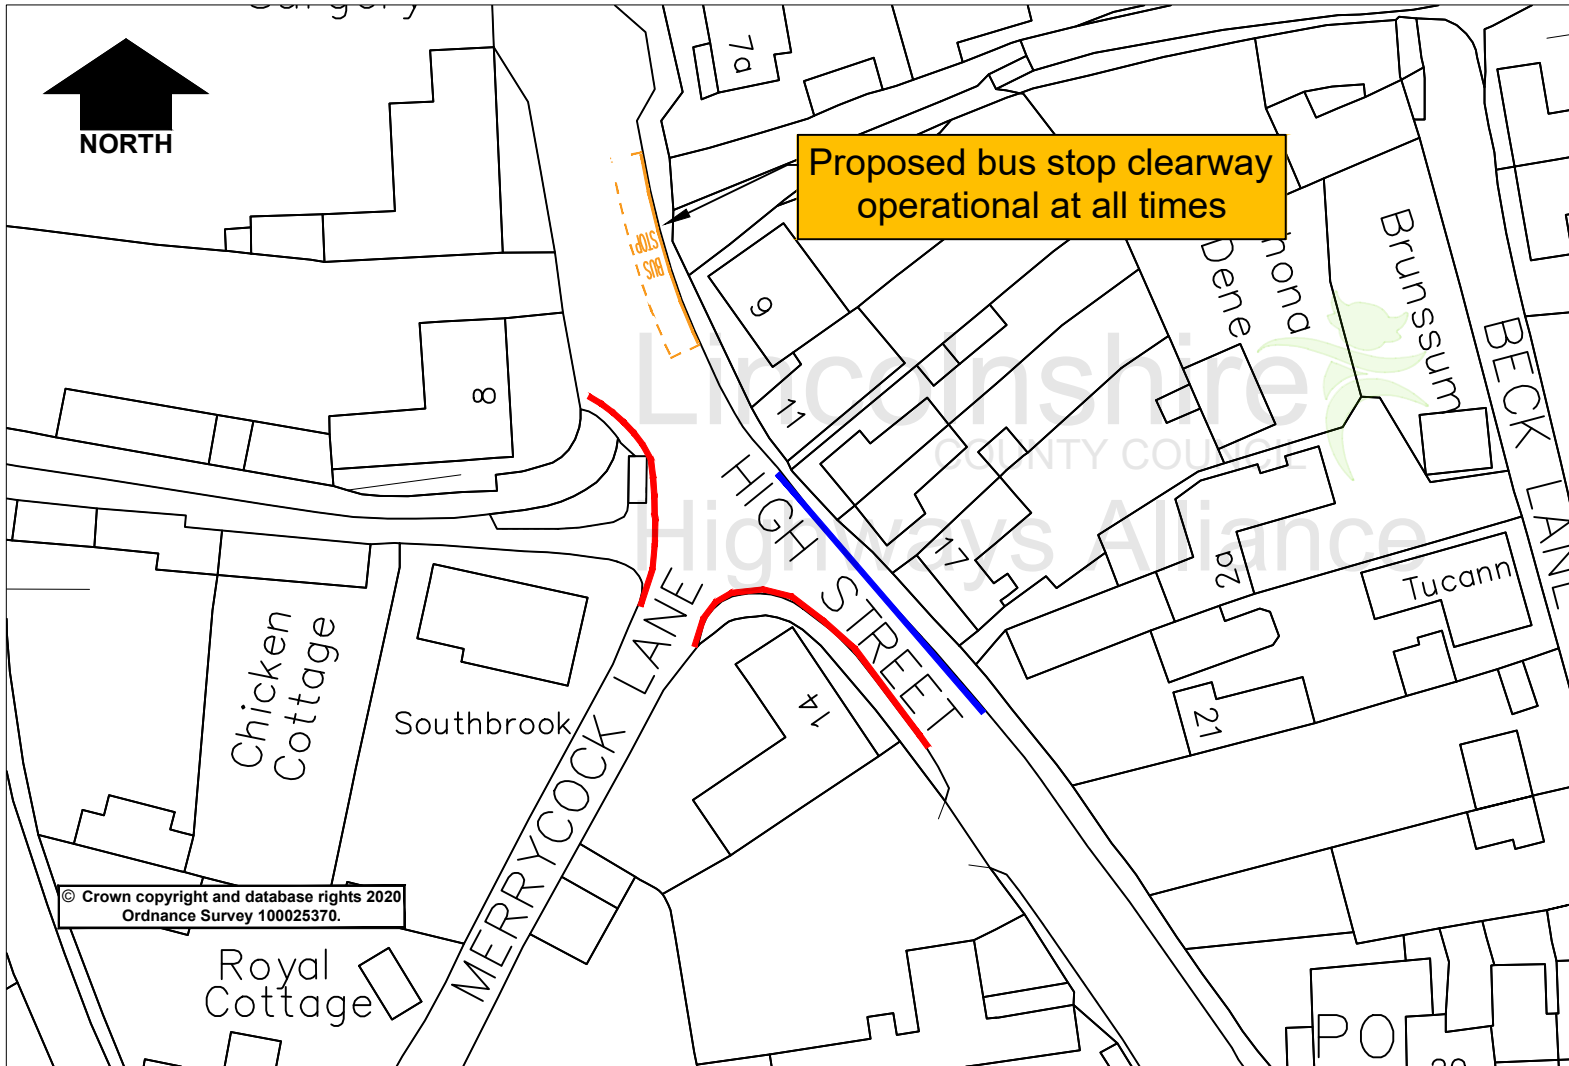 Surgery
NORTH
7a
Proposed bus stop clearway
operational at all times
BUS
STOP
9
11
Dene
Brunssum
BECK LANE
Lincolnshire
COUNTY COUNCIL
Highways Alliance
8
HIGH STREET
17
2a
Tucann
21
Chicken
Cottage
Southbrook
14
MERRYCOCK LANE
© Crown copyright and database rights 2020
Ordnance Survey 100025370.
Royal
Cottage
PO